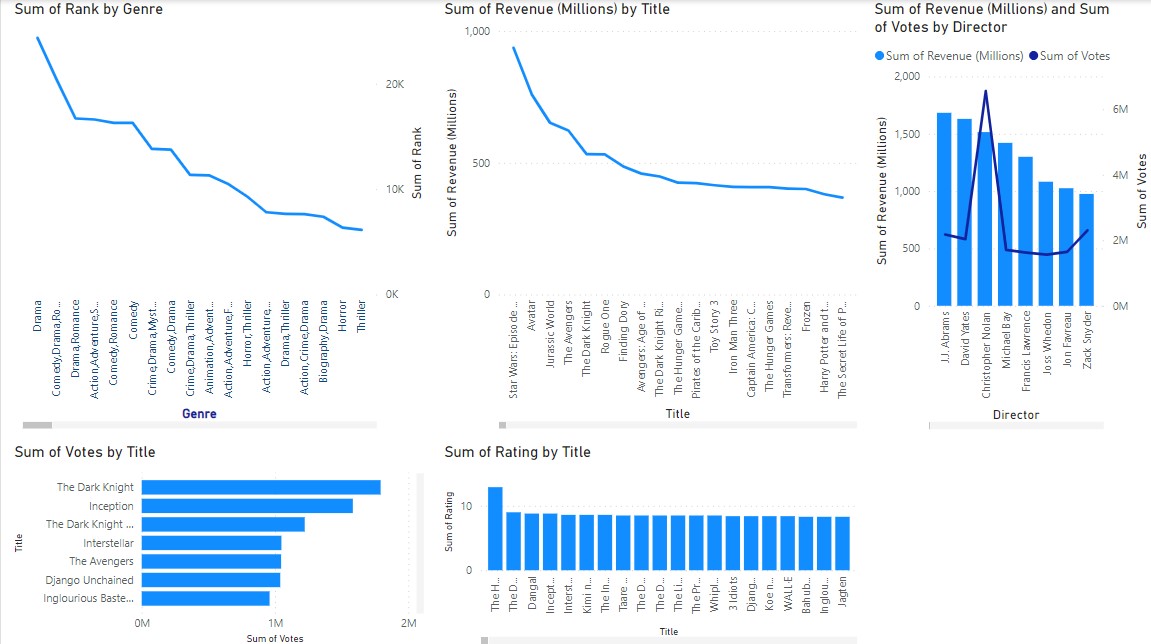 Sum of Rank by Genre
20K
10K
0K
Sum of Rank
Drama
Comedy,Drama,Ro...
Drama,Romance
Action,Adventure,S...
Comedy,Romance
Comedy
Crime,Drama,Myst...
Comedy,Drama
Crime,Drama,Thriller
Animation,Advent...
Action,Adventure,F...
Horror,Thriller
Action,Adventure...
Drama,Thriller
Action,Crime,Drama
Biography,Drama
Horror
Thriller
Genre
Sum of Revenue (Millions) by Title
1,000
500
0
Sum of Revenue (Millions)
Star Wars: Episode ...
Avatar
Jurassic World
The Avengers
The Dark Knight
Rogue One
Finding Dory
Avengers: Age of ...
The Dark Knight Ri...
The Hunger Game...
Pirates of the Carib...
Toy Story 3
Iron Man Three
Captain America: C...
The Hunger Games
Transformers: Reve...
Frozen
Harry Potter and t...
The Secret Life of P...
Title
Sum of Revenue (Millions) and Sum
of Votes by Director
Sum of Revenue (Millions) Sum of Votes
2,000
1,500
1,000
500
0
Sum of Revenue (Millions)
6M
4M
2M
0M
Sum of Votes
J.J. Abrams
David Yates
Christopher Nolan
Michael Bay
Francis Lawrence
Joss Whedon
Jon Favreau
Zack Snyder
Director
Sum of Votes by Title
Title
The Dark Knight
Inception
The Dark Knight ...
Interstellar
The Avengers
Django Unchained
Inglourious Baste...
0M 1M 2M
Sum of Votes
Sum of Rating by Title
10
0
Sum of Rating
The H...
The D...
Dangal
Incept...
Interst...
Kimi n...
The In...
Taare ...
The D...
The D...
The Li...
The Pr...
Whipl...
3 Idiots
Djang...
Koe n...
WALL·E
Bahub...
Inglou...
Jagten
Title